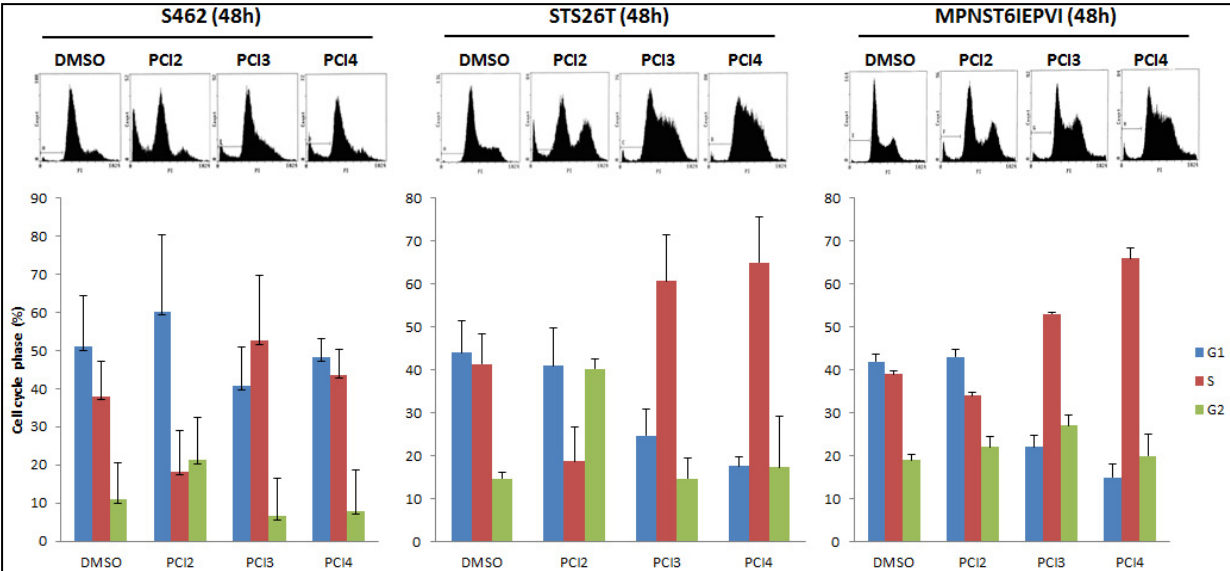 S462 (48h)
STS26T (48h)
MPNST6IEPVI (48h)
DMSO PCI2 PCI3 PCI4
DMSO PCI2 PCI3 PCI4
DMSO PCI2 PCI3 PCI4
Cell cycle phase (%)
90
80
70
60
50
40
30
20
10
0
DMSO PCI2 PCI3 PCI4
80
70
60
50
40
30
20
10
0
DMSO PCI2 PCI3 PCI4
80
70
60
50
40
30
20
10
0
DMSO PCI2 PCI3 PCI4
G1
S
G2